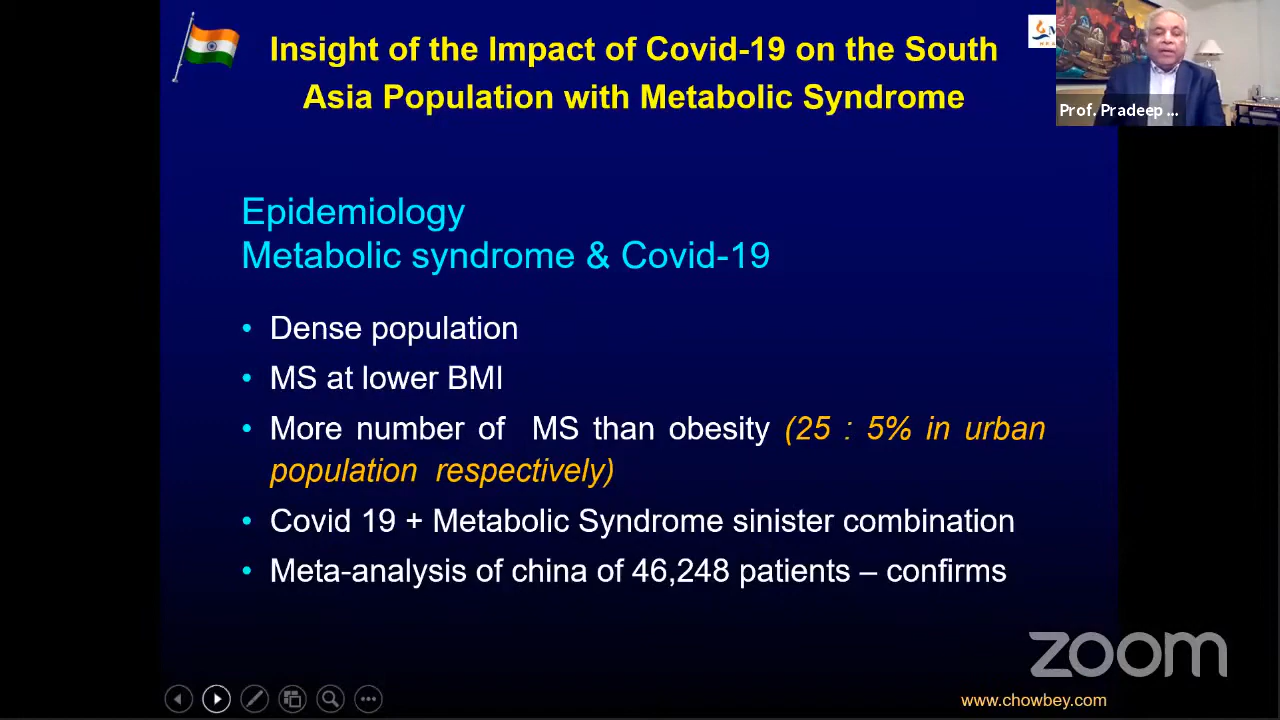 Insight of the Impact of Covid-19 on the South
Asia Population with Metabolic Syndrome
Prof. Pradeep ...
Epidemiology
Metabolic syndrome & Covid-19
• Dense population
• MS at lower BMI
• More number of MS than obesity (25 : 5% in urban
population respectively)
• Covid 19 + Metabolic Syndrome sinister combination
• Meta-analysis of china of 46,248 patients – confirms
zoom
www.chowbey.com